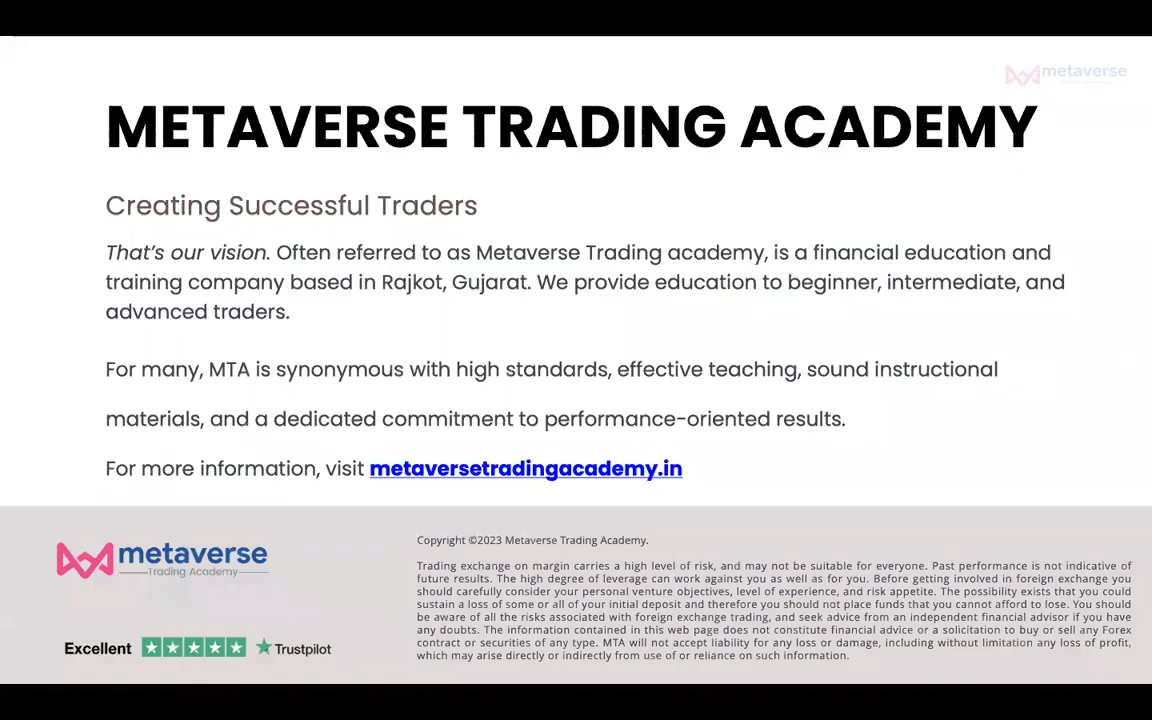 metaverse
METAVERSE TRADING ACADEMY
Creating Successful Traders
That’s our vision. Often referred to as Metaverse Trading academy, is a financial education and
training company based in Rajkot, Gujarat. We provide education to beginner, intermediate, and
advanced traders.
For many, MTA is synonymous with high standards, effective teaching, sound instructional
materials, and a dedicated commitment to performance-oriented results.
For more information, visit metaversetradingacademy.in
metaverse
Trading Academy
Excellent
Trustpilot
Copyright ©2023 Metaverse Trading Academy.
Trading exchange on margin carries a high level of risk, and may not be suitable for everyone. Past performance is not indicative of
future results. The high degree of leverage can work against you as well as for you. Before getting involved in foreign exchange you
should carefully consider your personal venture objectives, level of experience, and risk appetite. The possibility exists that you could
sustain a loss of some or all of your initial deposit and therefore you should not place funds that you cannot afford to lose. You should
be aware of all the risks associated with foreign exchange trading, and seek advice from an independent financial advisor if you have
any doubts. The information contained in this web page does not constitute financial advice or a solicitation to buy or sell any Forex
contract or securities of any type. MTA will not accept liability for any loss or damage, including without limitation any loss of profit,
which may arise directly or indirectly from use of or reliance on such information.